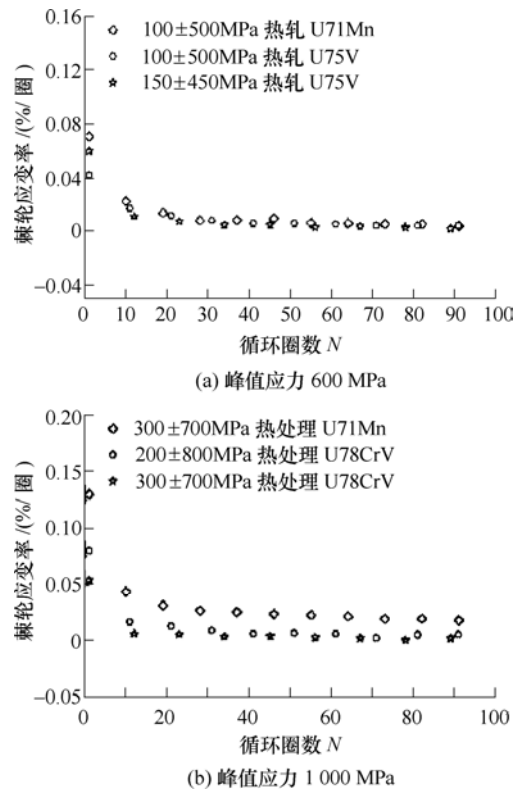 0.16
100±500MPa 热轧 U71Mn
100±500MPa 热轧 U75V
0.12
150±450MPa 热轧 U75V
0.08
0.04
0
−0.04
棘轮应变率 /(%/圈)
0 10 20 30 40 50 60 70 80 90 100
循环圈数 N
(a) 峰值应力 600 MPa
0.20
300±700MPa 热处理 U71Mn
200±800MPa 热处理 U78CrV
0.15
300±700MPa 热处理 U78CrV
0.10
0.05
0
−0.05
棘轮应变率 /(%/圈)
0 20 40 60 80 100
循环圈数 N
(b) 峰值应力 1 000 MPa